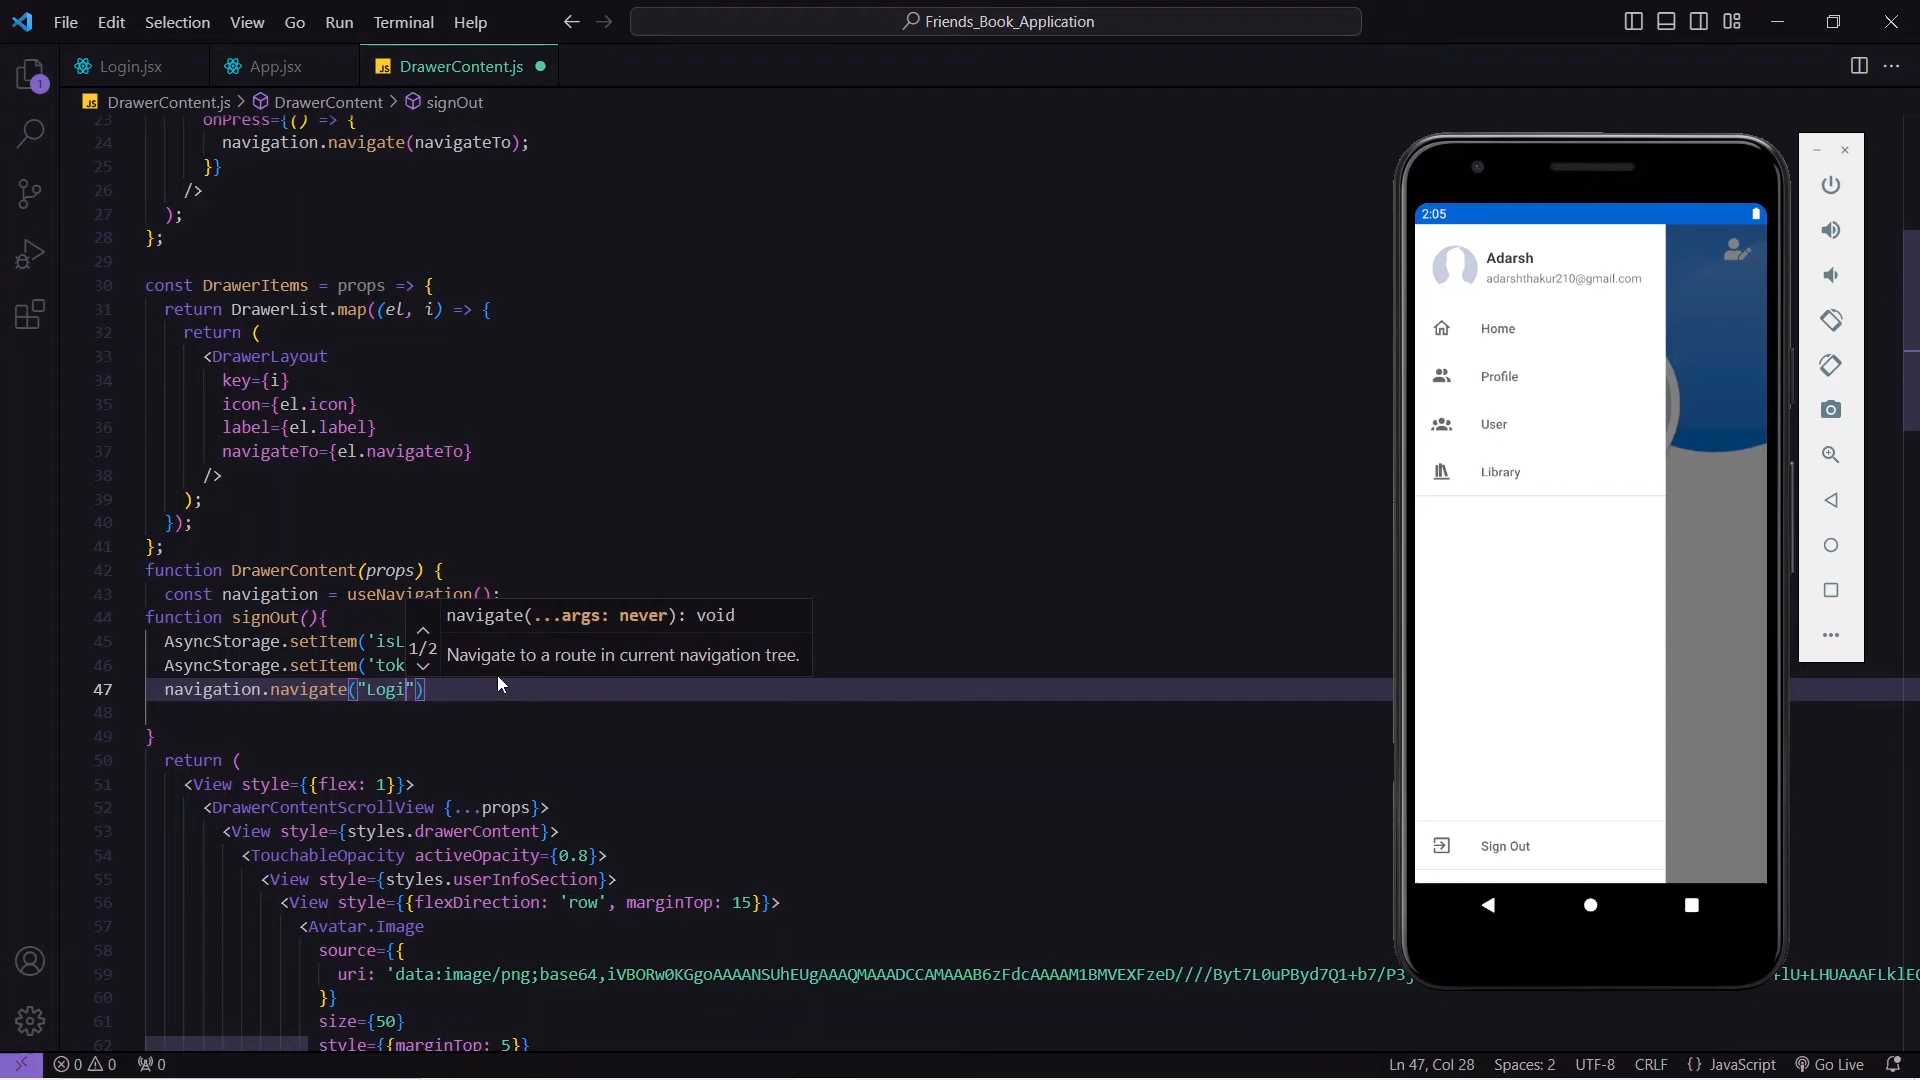 File Edit Selection View Go Run Terminal Help
Friends_Book_Application
Login.jsx App.jsx DrawerContent.js
DrawerContent.js > DrawerContent > signOut
23 onPress={() => {
24 navigation.navigate(navigateTo);
25 }}
26 />
27 );
28 };
29
30 const DrawerItems = props => {
31 return DrawerList.map((el, i) => {
32 return (
33 <DrawerLayout
34 key={i}
35 icon={el.icon}
36 label={el.label}
37 navigateTo={el.navigateTo}
38 />
39 );
40 });
41 };
42 function DrawerContent(props) {
43 const navigation = useNavigation();
44 function signOut(){
45 AsyncStorage.setItem('isL
46 AsyncStorage.setItem('tok
47 navigation.navigate("Logi")
48
49 }
50 return (
51 <View style={{flex: 1}}>
52 <DrawerContentScrollView {...props}>
53 <View style={styles.drawerContent}>
54 <TouchableOpacity activeOpacity={0.8}>
55 <View style={styles.userInfoSection}>
56 <View style={{flexDirection: 'row', marginTop: 15}}>
57 <Avatar.Image
58 source={{
59 uri: 'data:image/png;base64,
60 }}
61 size={50}
62 style={{marginTop: 5}}
navigate(...args: never): void
1/2
Navigate to a route in current navigation tree.
1
2:05
Adarsh
adarshthakur210@gmail.com
Home
Profile
User
Library
Sign Out
0 0 0
Ln 47, Col 28 Spaces: 2 UTF-8 CRLF {} JavaScript Go Live